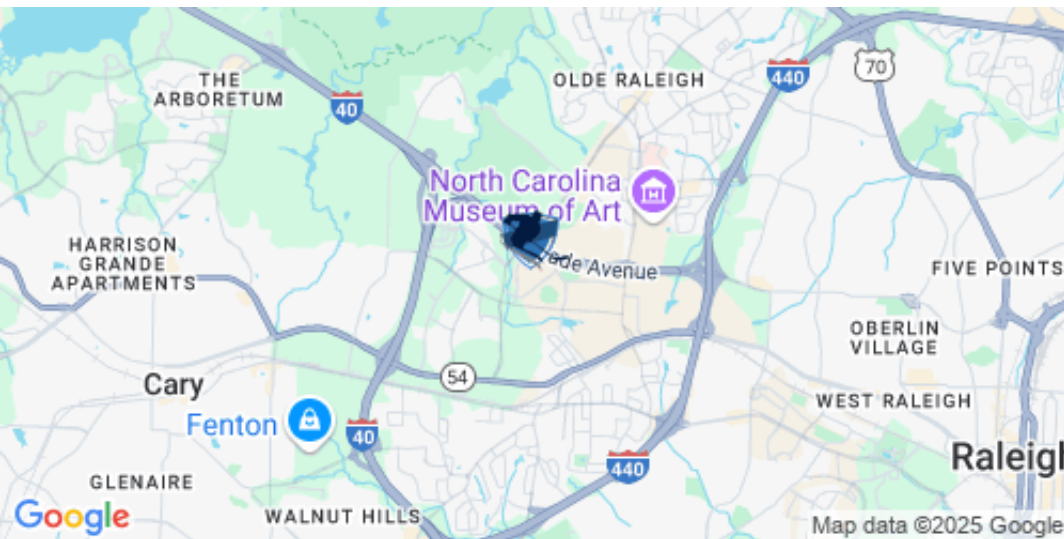 THE
ARBORETUM
40
OLDE RALEIGH
440
70
North Carolina
Museum of Art
HARRISON
GRANDE
APARTMENTS
Avenue
FIVE POINTS
OBERLIN
VILLAGE
Cary
54
WEST RALEIGH
Fenton
40
440
Raleigh
GLENAIRE
WALNUT HILLS
Google
Map data ©2025 Google